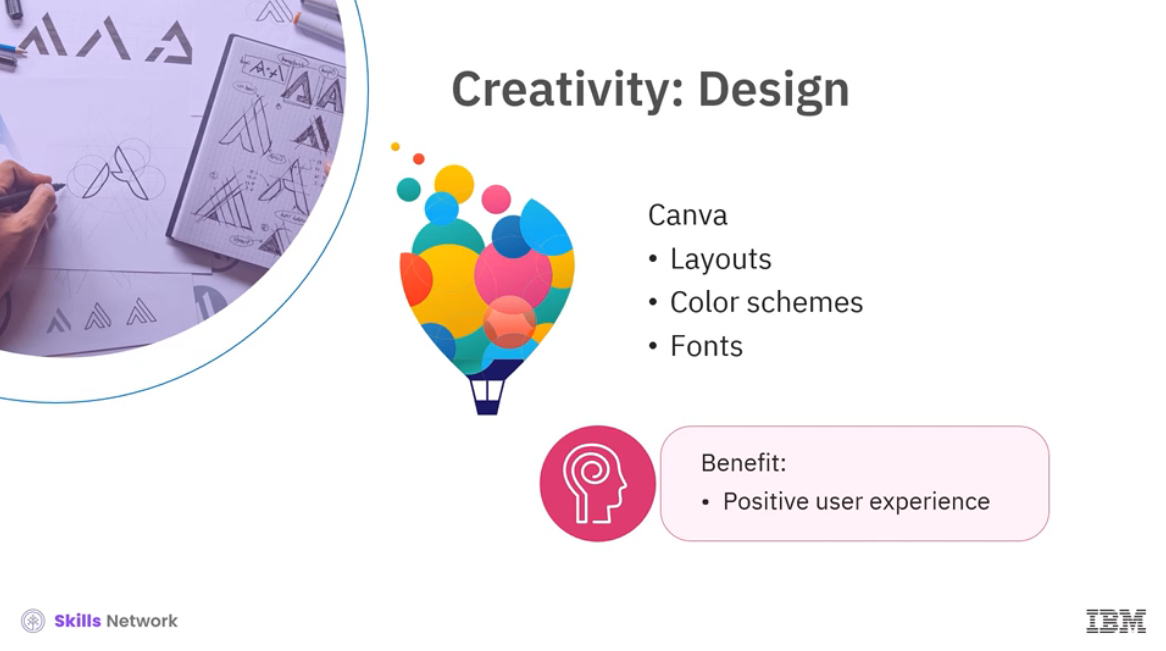 Creativity: Design
Canva
• Layouts
• Color schemes
• Fonts
Benefit:
• Positive user experience
Skills Network
IBM